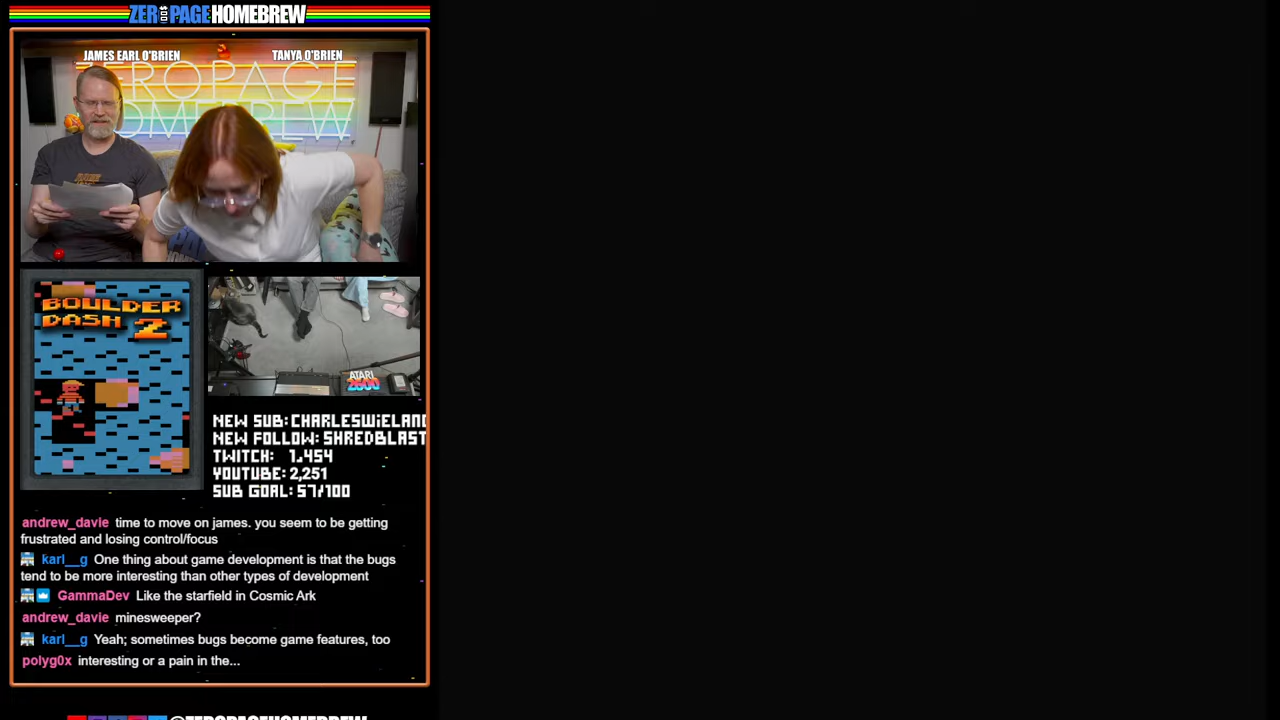 ZEROPAGE HOMEBREW
JAMES EARL O'BRIEN
TANYA O'BRIEN
ZEROPAGE
HOMEBREW
BOULDER
DASH 2
ATARI
2600
NEW SUB: CHARLESWIELAND
NEW FOLLOW: SHREDBLAST
TWITCH: 1,454
YOUTUBE: 2,251
SUB GOAL: 57/100
andrew_davie time to move on james. you seem to be getting
frustrated and losing control/focus
karl__g One thing about game development is that the bugs
tend to be more interesting than other types of development
GammaDev Like the starfield in Cosmic Ark
andrew_davie minesweeper?
karl__g Yeah; sometimes bugs become game features, too
polyg0x interesting or a pain in the...
@ZEROPAGEHOMEBREW